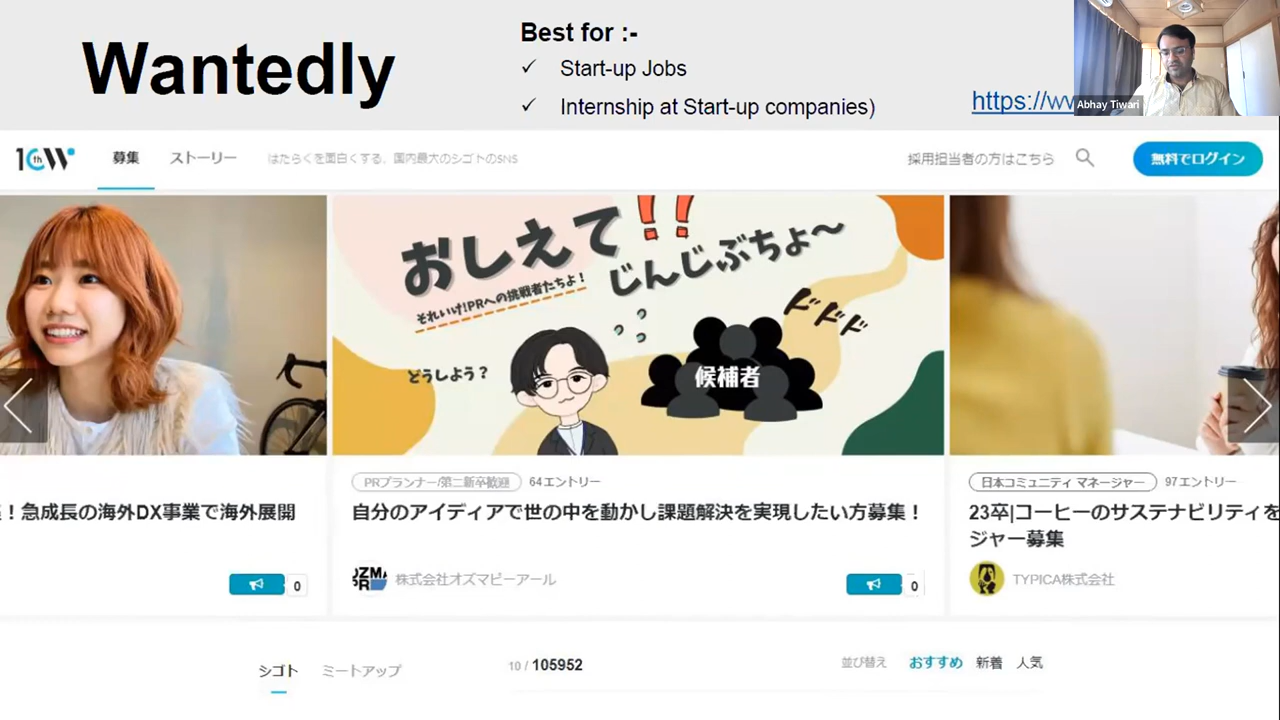 Wantedly
Best for :-
✓ Start-up Jobs
✓ Internship at Start-up companies)
https://ww
Abhay Tiwari
10th W
募集
ストーリー
はたらくを面白くする、国内最大のシゴトのSNS
採用担当者の方はこちら
無料でログイン
おしえて!!
じんじぶちょ～
それいけ!PRへの挑戦者たちよ!
どうしよう?
ドドド
候補者
！急成長の海外DX事業で海外展開
0
PRプランナー/第二新卒歓迎 64エントリー
自分のアイディアで世の中を動かし課題解決を実現したい方募集！
株式会社オズマピーアール
0
日本コミュニティ マネージャー 97エントリー
23卒|コーヒーのサステナビリティを
ジャー募集
TYPICA株式会社
シゴト
ミートアップ
10 / 105952
並び替え
おすすめ
新着
人気